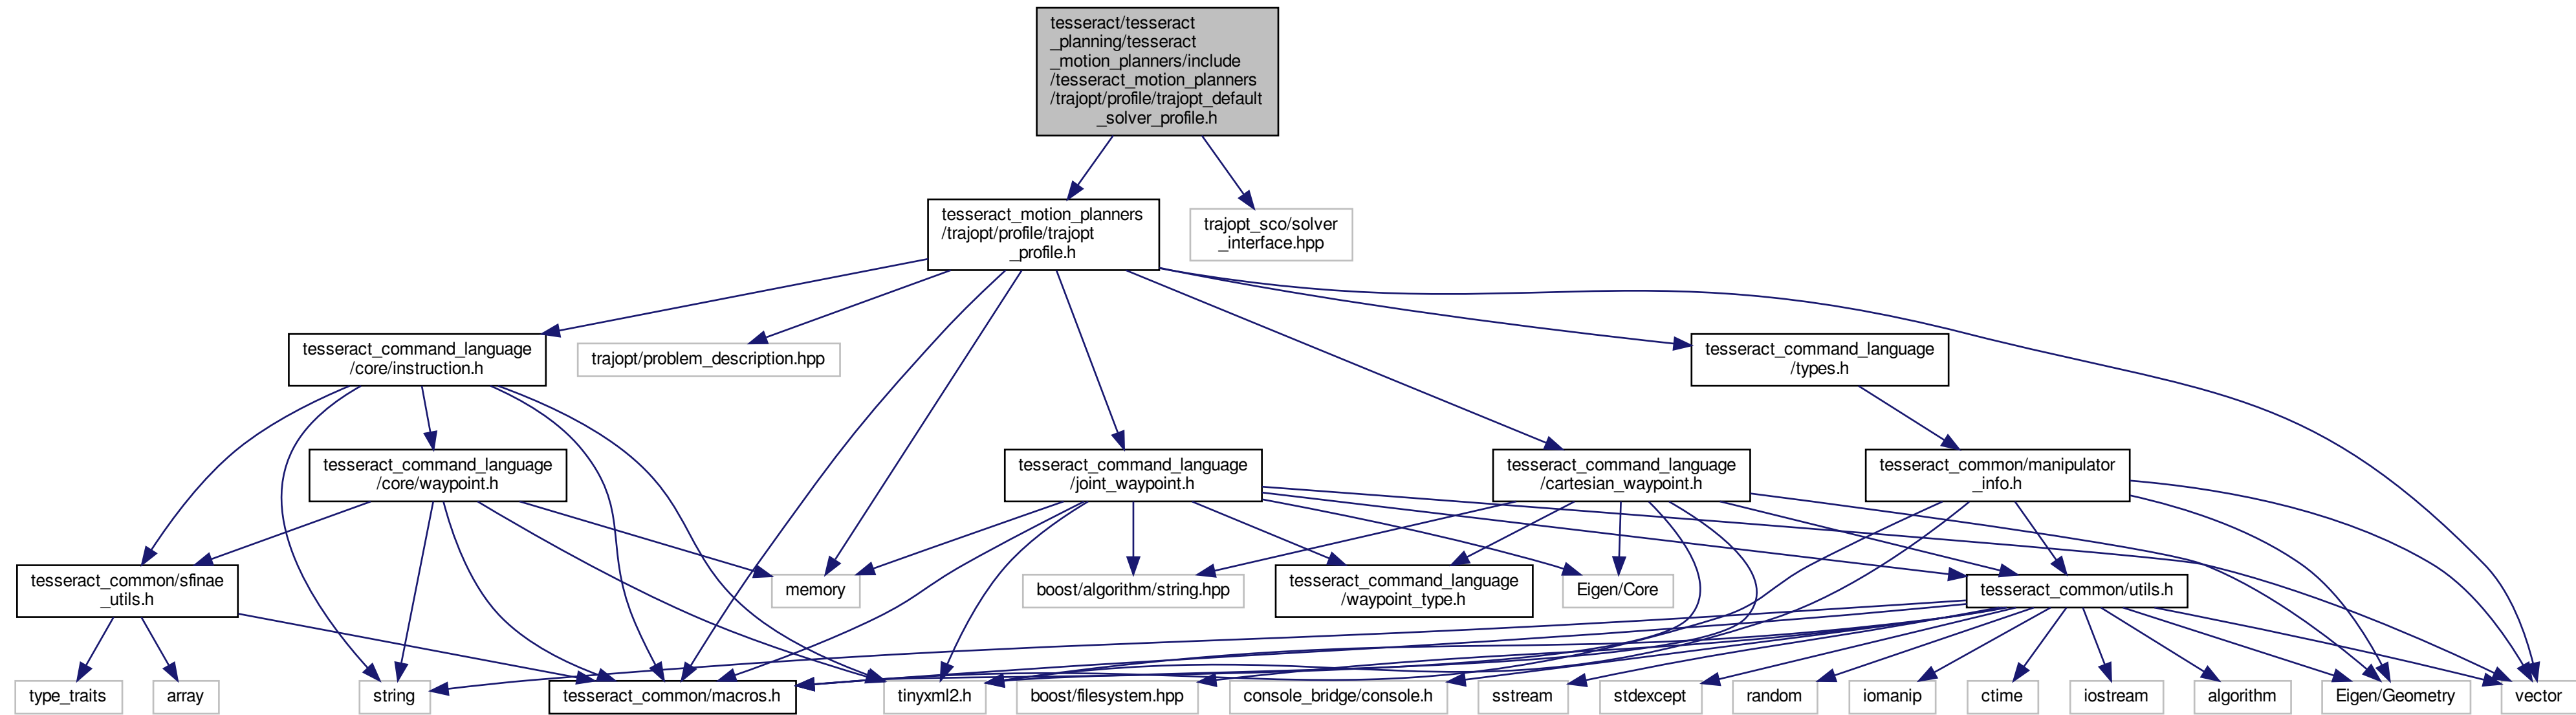 tesseract/tesseract
_planning/tesseract
_motion_planners/include
/tesseract_motion_planners
/trajopt/profile/trajopt_default
_solver_profile.h
tesseract_motion_planners
/trajopt/profile/trajopt
_profile.h
trajopt_sco/solver
_interface.hpp
tesseract_command_language
/core/instruction.h
trajopt/problem_description.hpp
tesseract_command_language
/types.h
tesseract_command_language
/core/waypoint.h
tesseract_command_language
/joint_waypoint.h
tesseract_command_language
/cartesian_waypoint.h
tesseract_common/manipulator
_info.h
tesseract_common/sfinae
_utils.h
memory
boost/algorithm/string.hpp
tesseract_command_language
/waypoint_type.h
Eigen/Core
tesseract_common/utils.h
type_traits
array
string
tesseract_common/macros.h
tinyxml2.h
boost/filesystem.hpp
console_bridge/console.h
sstream
stdexcept
random
iomanip
ctime
iostream
algorithm
Eigen/Geometry
vector